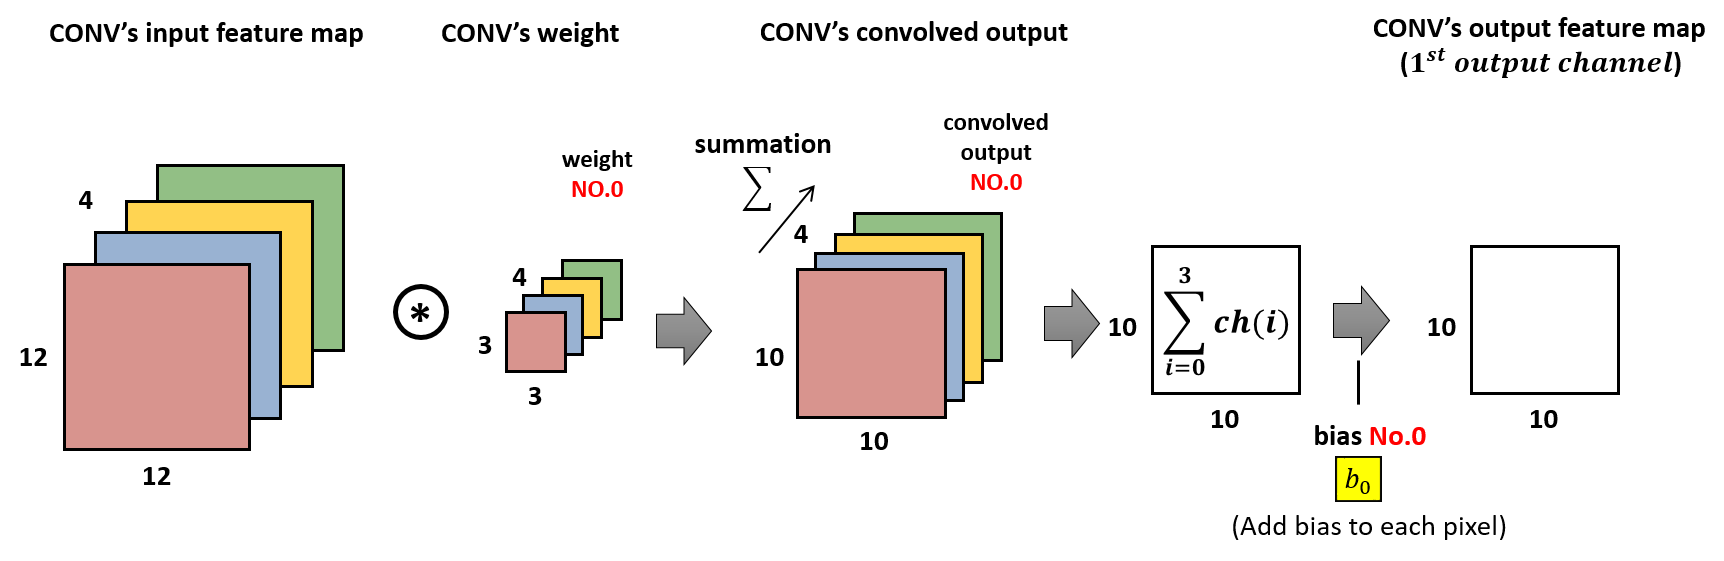 CONV's input feature map
CONV's weight
CONV's convolved output
CONV's output feature map
(1st output channel)
weight
NO.0
summation
∑
convolved
output
NO.0
4
12
12
*
4
3
3
4
10
10
10
3
∑ ch(i)
i=0
10
bias No.0
b0
(Add bias to each pixel)
10
10